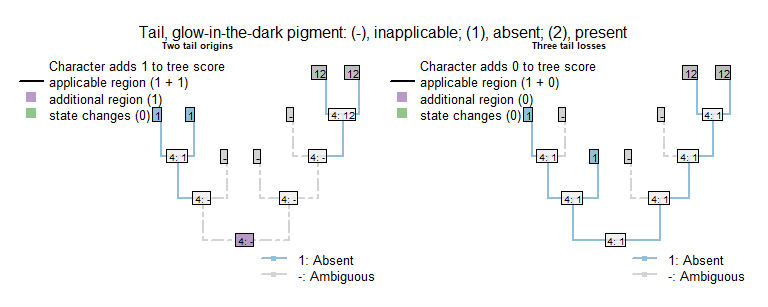 Tail, glow-in-the-dark pigment: (-), inapplicable; (1), absent; (2), present
Two tail origins
Character adds 1 to tree score
applicable region (1 + 1)
additional region (1)
state changes (0)
12 12
1 1 - 4: 12
4: 1 - - 4: -
4: - 4: -
4: -
1: Absent
-: Ambiguous
Three tail losses
Character adds 0 to tree score
applicable region (1 + 0)
additional region (0)
state changes (0)
12 12
1 - - 4: 1
4: 1 1 - 4: 1
4: 1 4: 1
4: 1
1: Absent
-: Ambiguous